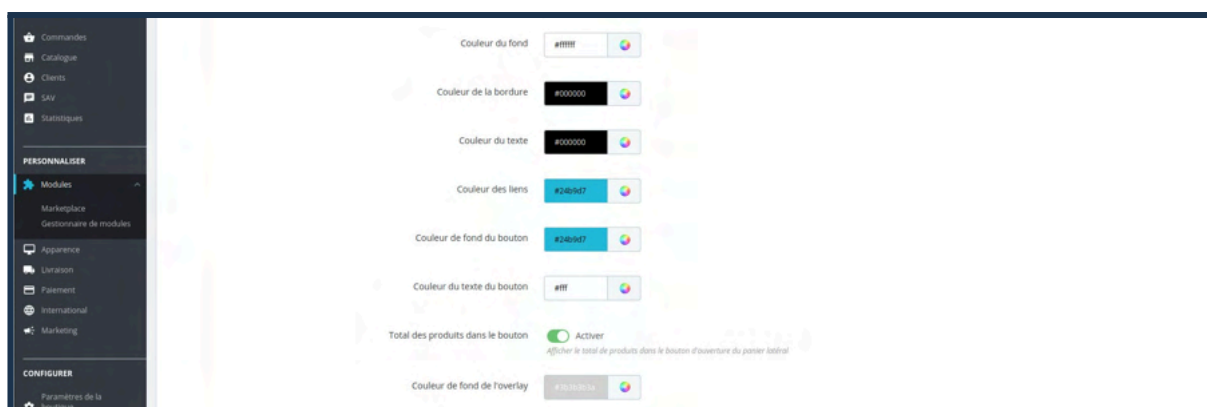 Commandes
Catalogue
Clients
SAV
Statistiques
PERSONNALISER
Modules
Marketplace
Gestionnaire de modules
Apparence
Livraison
Paiement
International
Marketing
CONFIGURER
Paramètres de la
boutique
Couleur du fond #ffffff
Couleur de la bordure #000000
Couleur du texte #000000
Couleur des liens #24b9d7
Couleur de fond du bouton #24b9d7
Couleur du texte du bouton #fff
Total des produits dans le bouton Activer
Afficher le total de produits dans le bouton d'ouverture du panier latéral
Couleur de fond de l'overlay